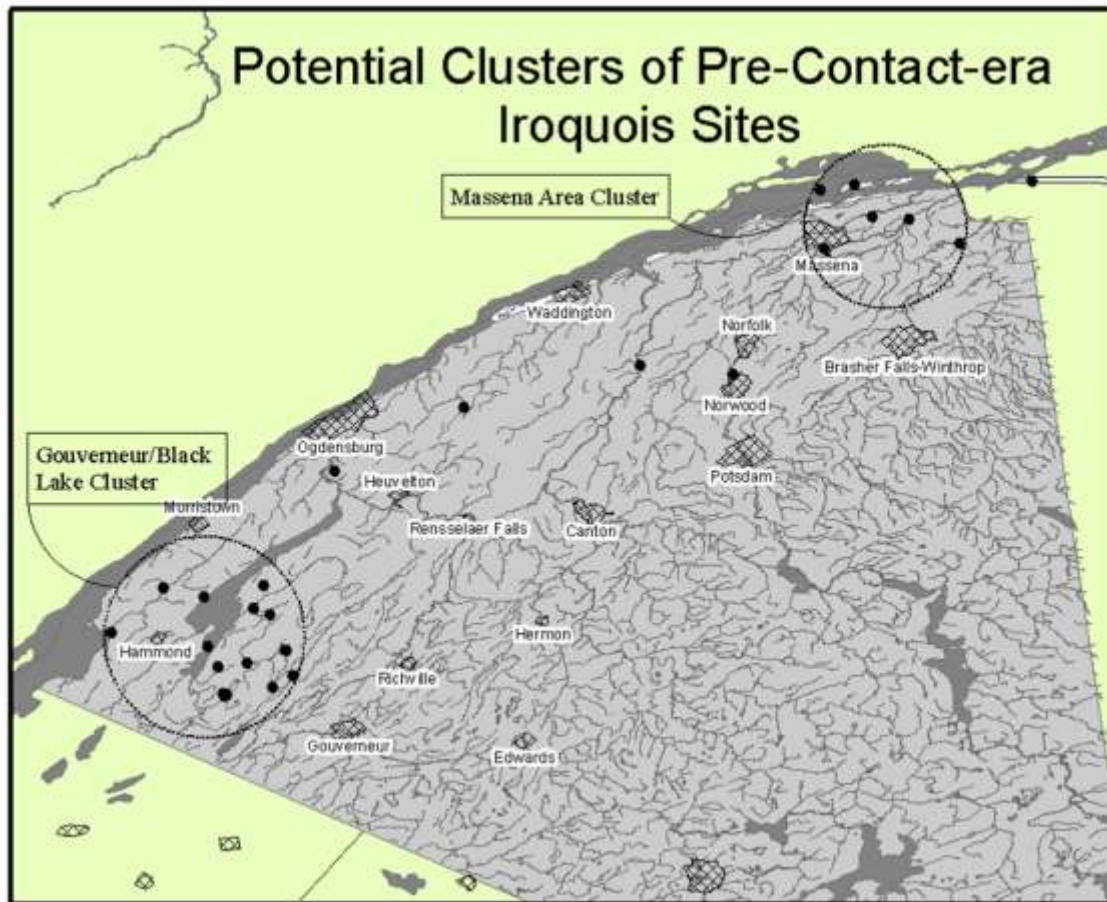 Potential Clusters of Pre-Contact-era
Iroquois Sites
Massena Area Cluster
Massena
Waddington
Norfolk
Brasher Falls-Winthrop
Norwood
Ogdensburg
Gouverneur/Black
Lake Cluster
Potsdam
Heuvelton
Morristown
Rensselaer Falls
Canton
Hermon
Hammond
Richville
Gouverneur
Edwards